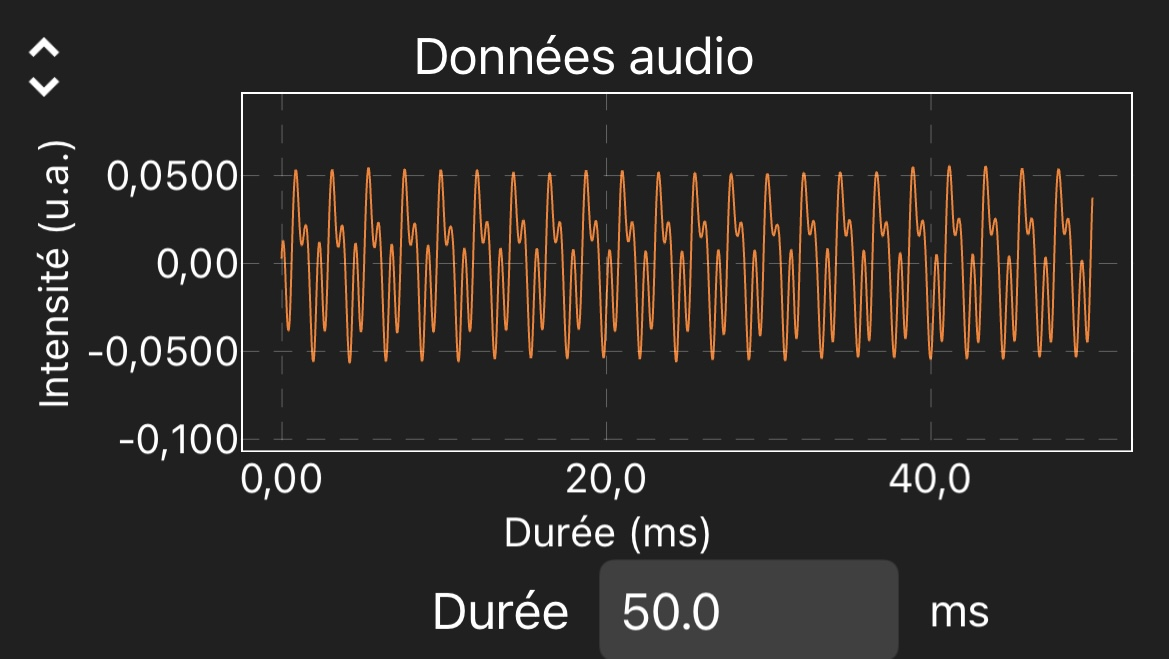 Données audio
Intensité (u.a.)
0,0500
0,00
-0,0500
-0,100
0,00 20,0 40,0
Durée (ms)
Durée 50.0 ms